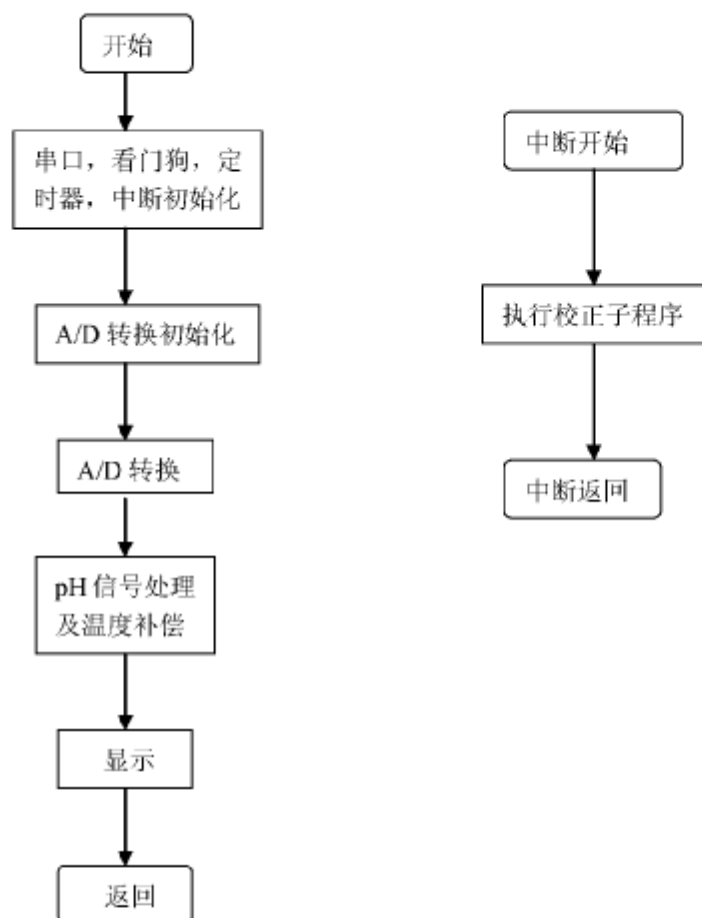 开始
串口，看门狗，定
时器，中断初始化
A/D 转换初始化
A/D 转换
pH 信号处理
及温度补偿
显示
返回
中断开始
执行校正子程序
中断返回